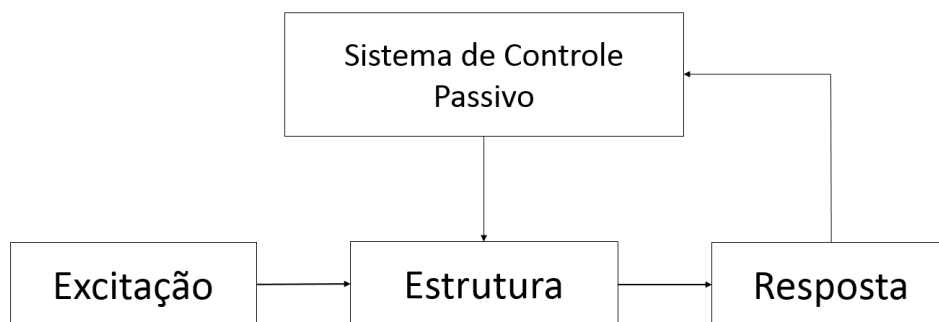 Sistema de Controle
Passivo
Excitação
Estrutura
Resposta